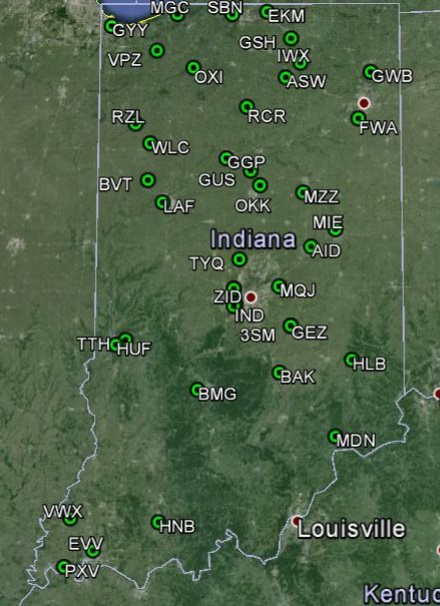 MGC SBN EKM
GYY
GSH
VPZ IWX
OXI ASW GWB
RCR
RZL FWA
WLC
GGP
BVT GUS
LAF OKK MZZ
MIE
Indiana AID
TYQ
ZID MQJ
IND
3SM GEZ
TTH HUF
HLB
BAK
BMG
MDN
VWX
HNB Louisville
EVV
PXV
Kentuc